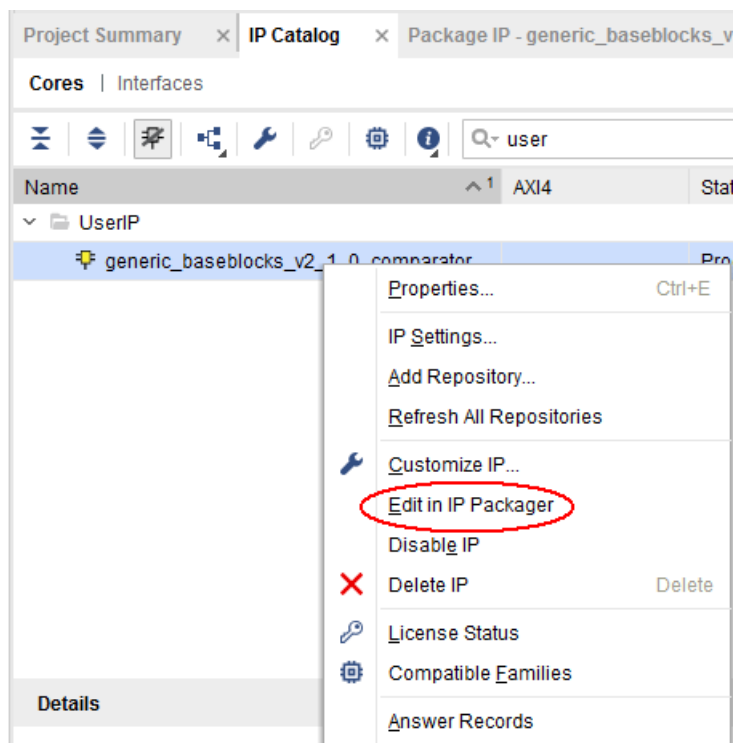 Project Summary × IP Catalog × Package IP - generic_baseblocks_v
Cores | Interfaces
user
Name 1 AXI4 Stat
UserIP
generic_baseblocks_v2_1_0_comparator Pro
Properties... Ctrl+E
IP Settings...
Add Repository...
Refresh All Repositories
Customize IP...
Edit in IP Packager
Disable IP
Delete IP Delete
License Status
Compatible Families
Details
Answer Records